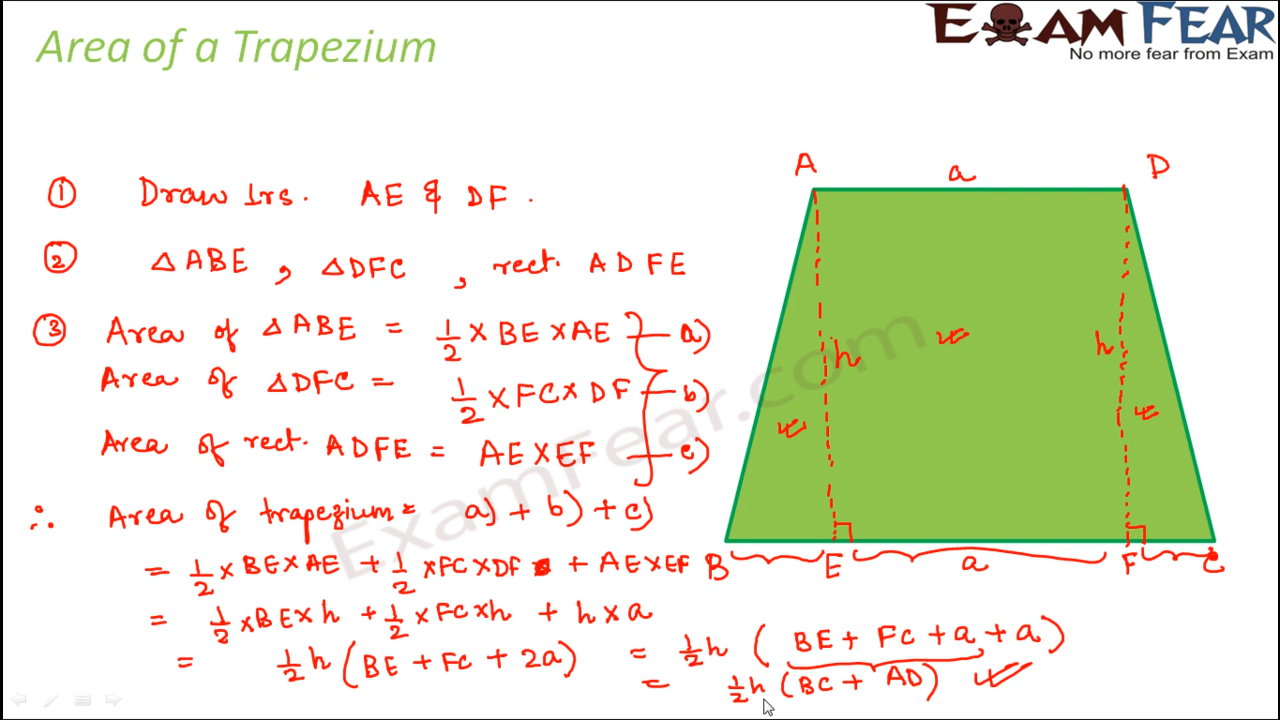 Area of a Trapezium
EXAM FEAR
No more fear from Exam
① Draw ⊥rs. AE & DF .
② △ABE , △DFC , rect. ADFE
③ Area of △ABE = 1/2 × BE × AE — a)
Area of △DFC = 1/2 × FC × DF — b)
Area of rect. ADFE = AE × EF — c)
∴ Area of trapezium = a) + b) + c)
= 1/2 × BE × AE + 1/2 × FC × DF + AE × EF
= 1/2 × BE × h + 1/2 × FC × h + h × a
= 1/2 h (BE + FC + 2a) = 1/2 h (BE + FC + a + a)
= 1/2 h (BC + AD)
A a D
h h
B E a F C
ExamFear.com